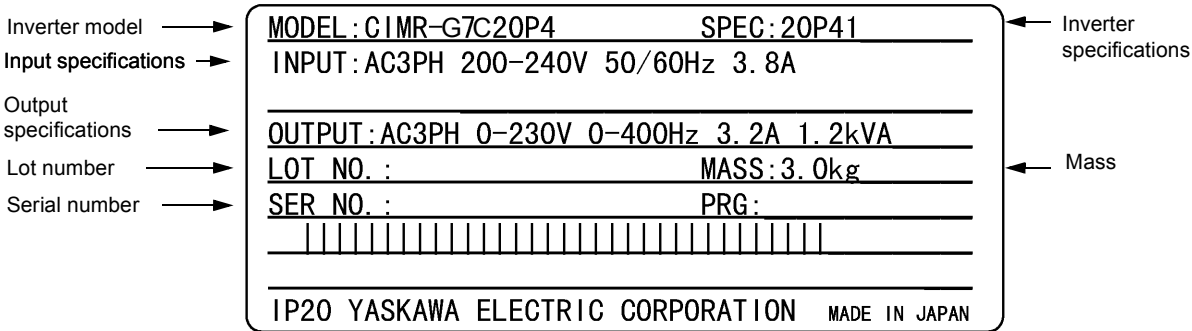 Inverter model
MODEL:CIMR-G7C20P4 SPEC:20P41
Inverter
specifications
Input specifications
INPUT:AC3PH 200-240V 50/60Hz 3.8A
Output
specifications
OUTPUT:AC3PH 0-230V 0-400Hz 3.2A 1.2kVA
Lot number
LOT NO.: MASS:3.0kg
Mass
Serial number
SER NO.: PRG:
IP20 YASKAWA ELECTRIC CORPORATION MADE IN JAPAN